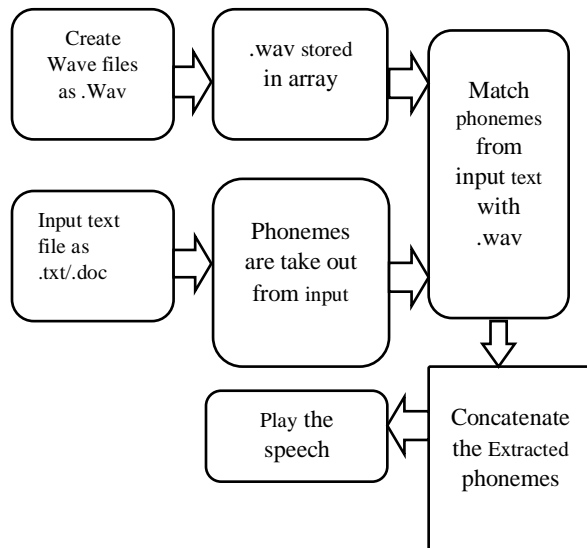 Create
Wave files
as .Wav
.wav stored
in array
Match
phonemes
from
input text
with
.wav
Input text
file as
.txt/.doc
Phonemes
are take out
from input
Play the
speech
Concatenate
the Extracted
phonemes